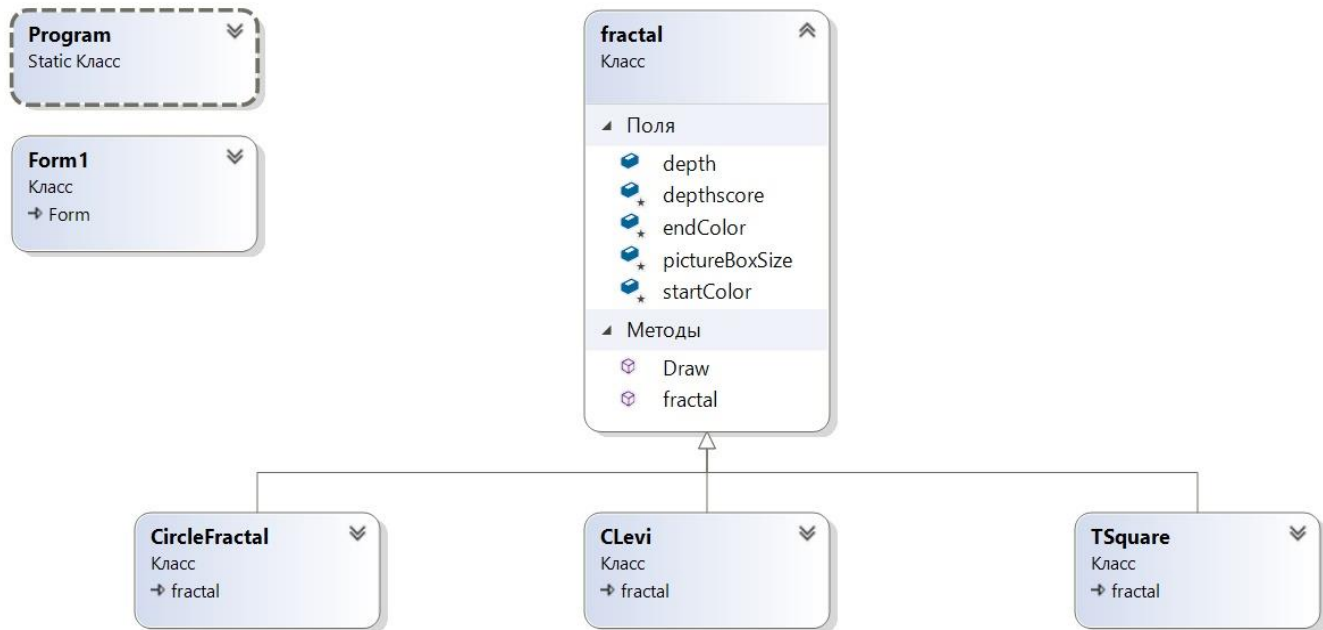 Program
Static Класс
Form1
Класс
Form
fractal
Класс
Поля
depth
depthscore
endColor
pictureBoxSize
startColor
Методы
Draw
fractal
CircleFractal
Класс
fractal
CLevi
Класс
fractal
TSquare
Класс
fractal